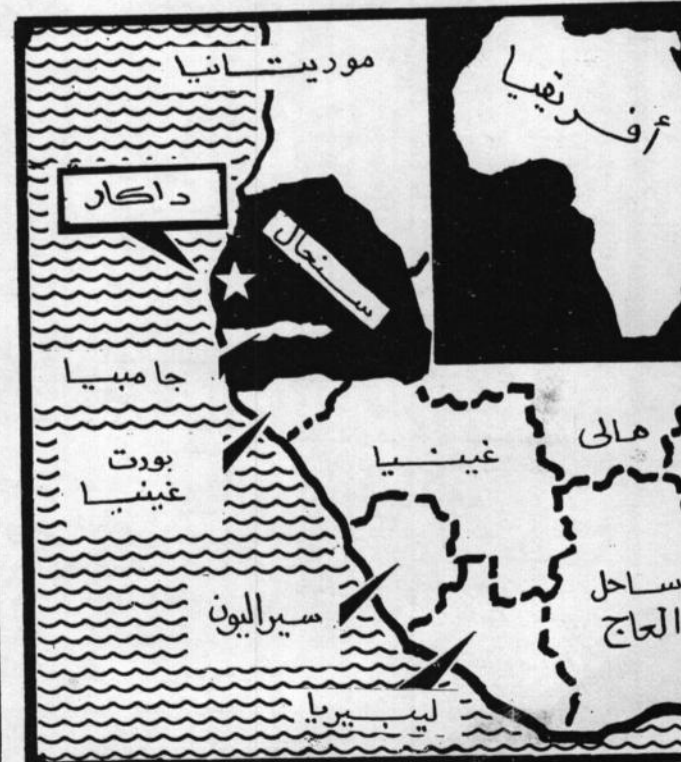 موريتانيا
أفريقيا
داكار
سنغال
جامبيا
بورت
غينيا
غينيا
مالى
سيراليون
ساحل
العاج
ليبيريا